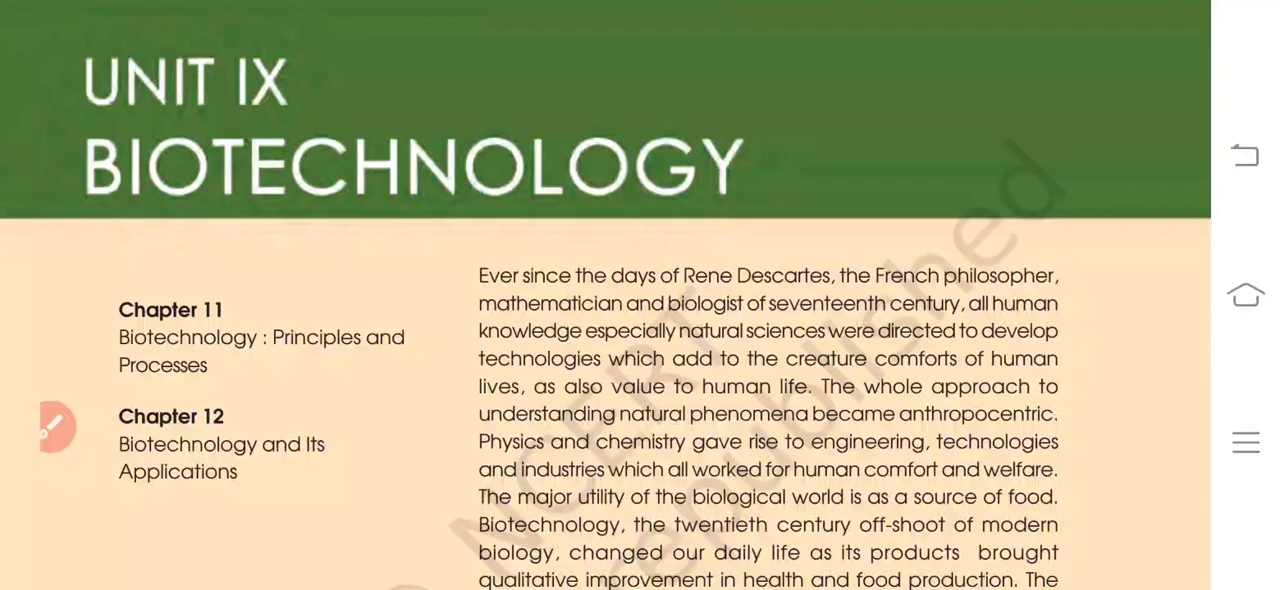 UNIT IX
BIOTECHNOLOGY
Chapter 11
Biotechnology : Principles and
Processes
Chapter 12
Biotechnology and Its
Applications
Ever since the days of Rene Descartes, the French philosopher,
mathematician and biologist of seventeenth century, all human
knowledge especially natural sciences were directed to develop
technologies which add to the creature comforts of human
lives, as also value to human life. The whole approach to
understanding natural phenomena became anthropocentric.
Physics and chemistry gave rise to engineering, technologies
and industries which all worked for human comfort and welfare.
The major utility of the biological world is as a source of food.
Biotechnology, the twentieth century off-shoot of modern
biology, changed our daily life as its products brought
qualitative improvement in health and food production. The
NCERT
republished